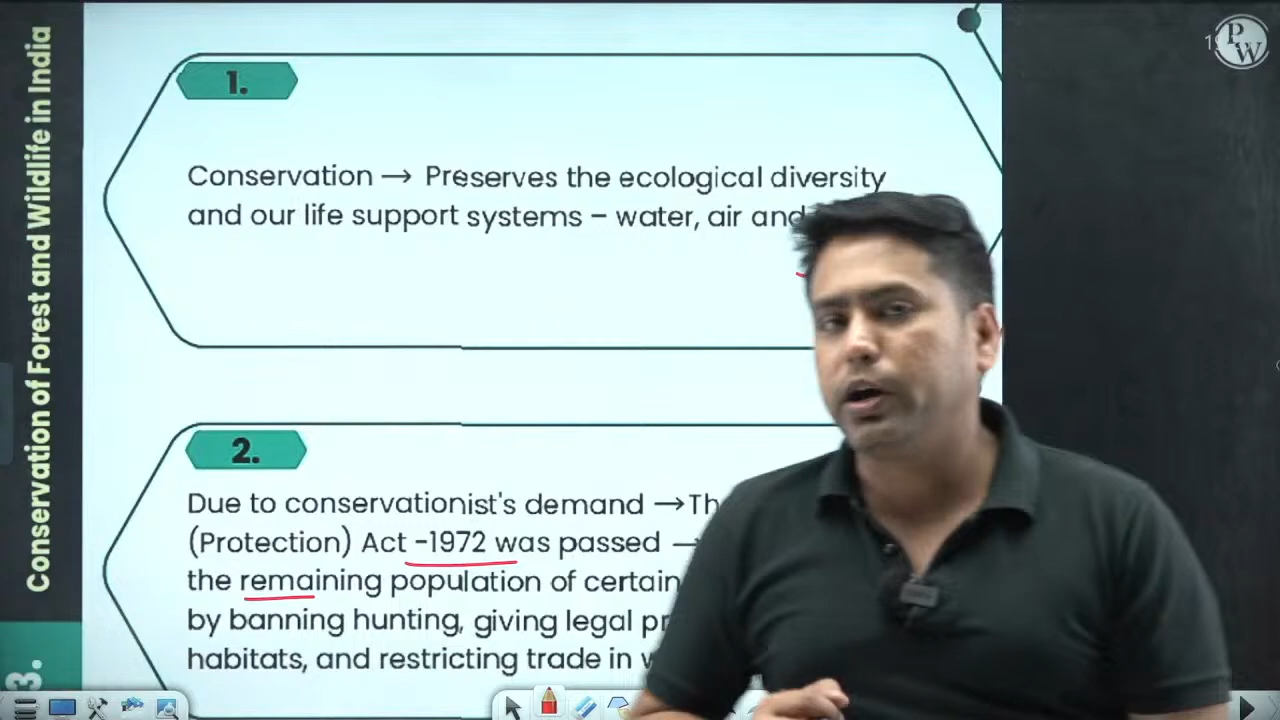 Conservation of Forest and Wildlife in India
3.
1.
Conservation → Preserves the ecological diversity
and our life support systems – water, air and
2.
Due to conservationist's demand →
(Protection) Act -1972 was passed →
the remaining population of certain
by banning hunting, giving legal
habitats, and restricting trade in
PW